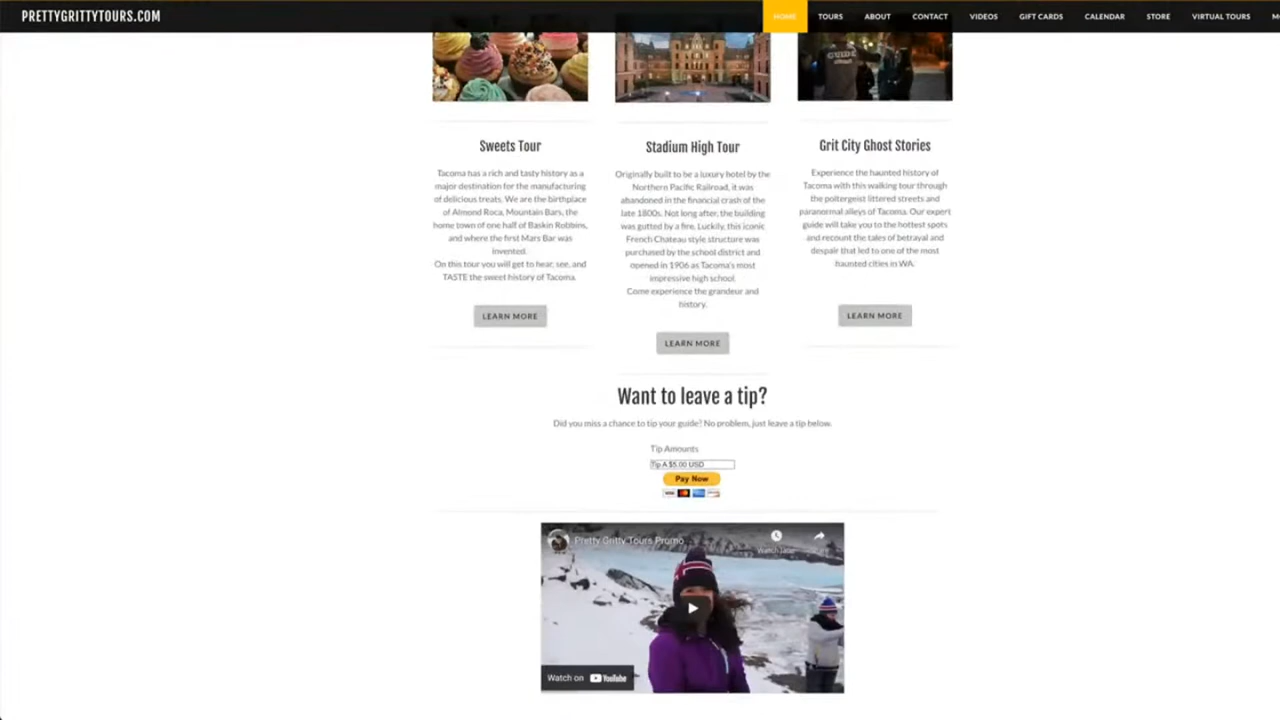 PRETTYGRITTYTOURS.COM
HOME TOURS ABOUT CONTACT VIDEOS GIFT CARDS CALENDAR STORE VIRTUAL TOURS
GUIDE
Sweets Tour
Tacoma has a rich and tasty history as a
major destination for the manufacturing
of delicious treats. We are the birthpiace
of Almond Roca, Mountain Bars, the
home town of one half of Baskin Robbins,
and where the first Mars Bar was
invented.
On this tour you will get to hear, see, and
TASTE the sweet history of Tacoma.
LEARN MORE
Stadium High Tour
Originally built to be a luxury hotel by the
Northern Pacific Railroad, it was
abandoned in the financial crash of the
late 1800s. Not long after, the building
was gutted by a fire. Luckily, this iconic
French Chateau style structure was
purchased by the school district and
opened in 1906 as Tacoma's most
impressive high school.
Come experience the grandeur and
history.
LEARN MORE
Grit City Ghost Stories
Experience the haunted history of
Tacoma with this walking tour through
the poltergeist littered streets and
paranormal alleys of Tacoma. Our expert
guide will take you to the hottest spots
and recount the tales of betrayal and
despair that led to one of the most
haunted cities in WA.
LEARN MORE
Want to leave a tip?
Did you miss a chance to tip your guide? No problem, just leave a tip below.
Tip Amounts
Tip A $5.00 USD
Pay Now
VISA
Pretty Gritty Tours Promo
Watch later
Watch on YouTube